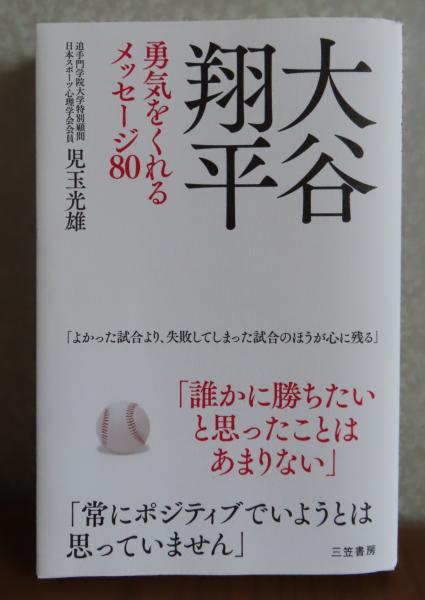 大谷
翔平
勇気をくれる
メッセージ80
追手門学院大学特別顧問
日本スポーツ心理学会会員
児玉光雄
「よかった試合より、失敗してしまった試合のほうが心に残る」
「誰かに勝ちたい
と思ったことは
あまりない」
「常にポジティブでいようとは
思っていません」
三笠書房